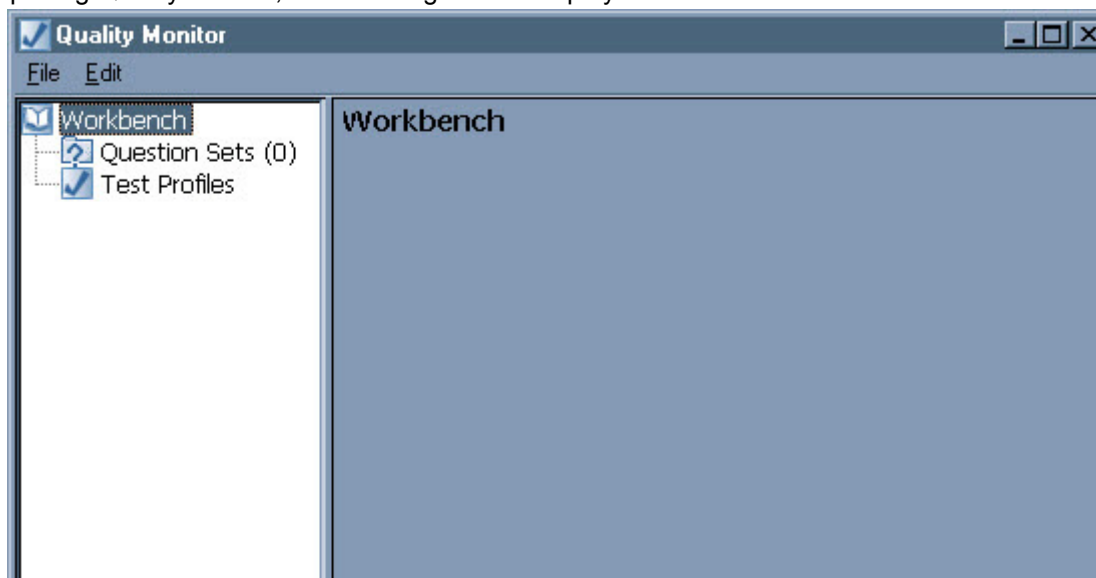 Quality Monitor
File Edit
Workbench
Question Sets (0)
Test Profiles
Workbench